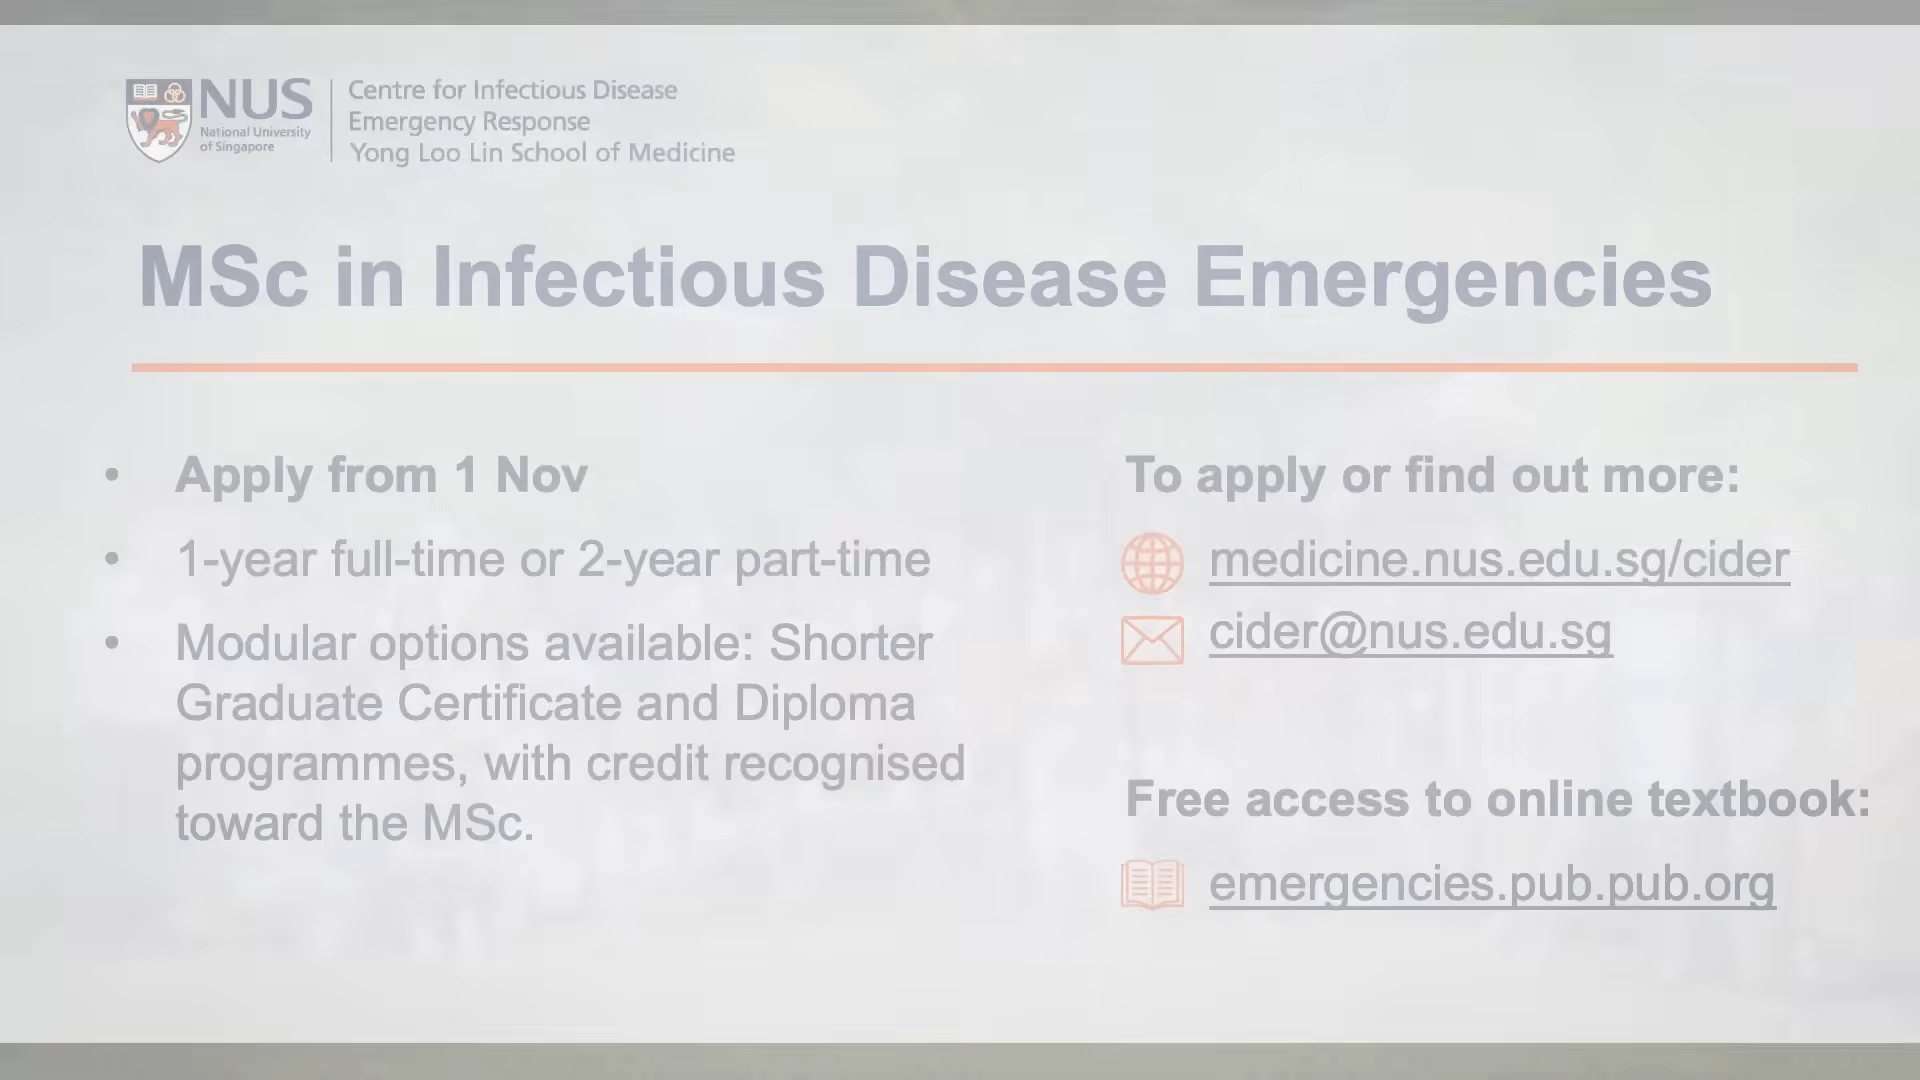 NUS
National University
of Singapore
Centre for Infectious Disease
Emergency Response
Yong Loo Lin School of Medicine
MSc in Infectious Disease Emergencies
• Apply from 1 Nov
• 1-year full-time or 2-year part-time
• Modular options available: Shorter
Graduate Certificate and Diploma
programmes, with credit recognised
toward the MSc.
To apply or find out more:
medicine.nus.edu.sg/cider
cider@nus.edu.sg
Free access to online textbook:
emergencies.pub.pub.org